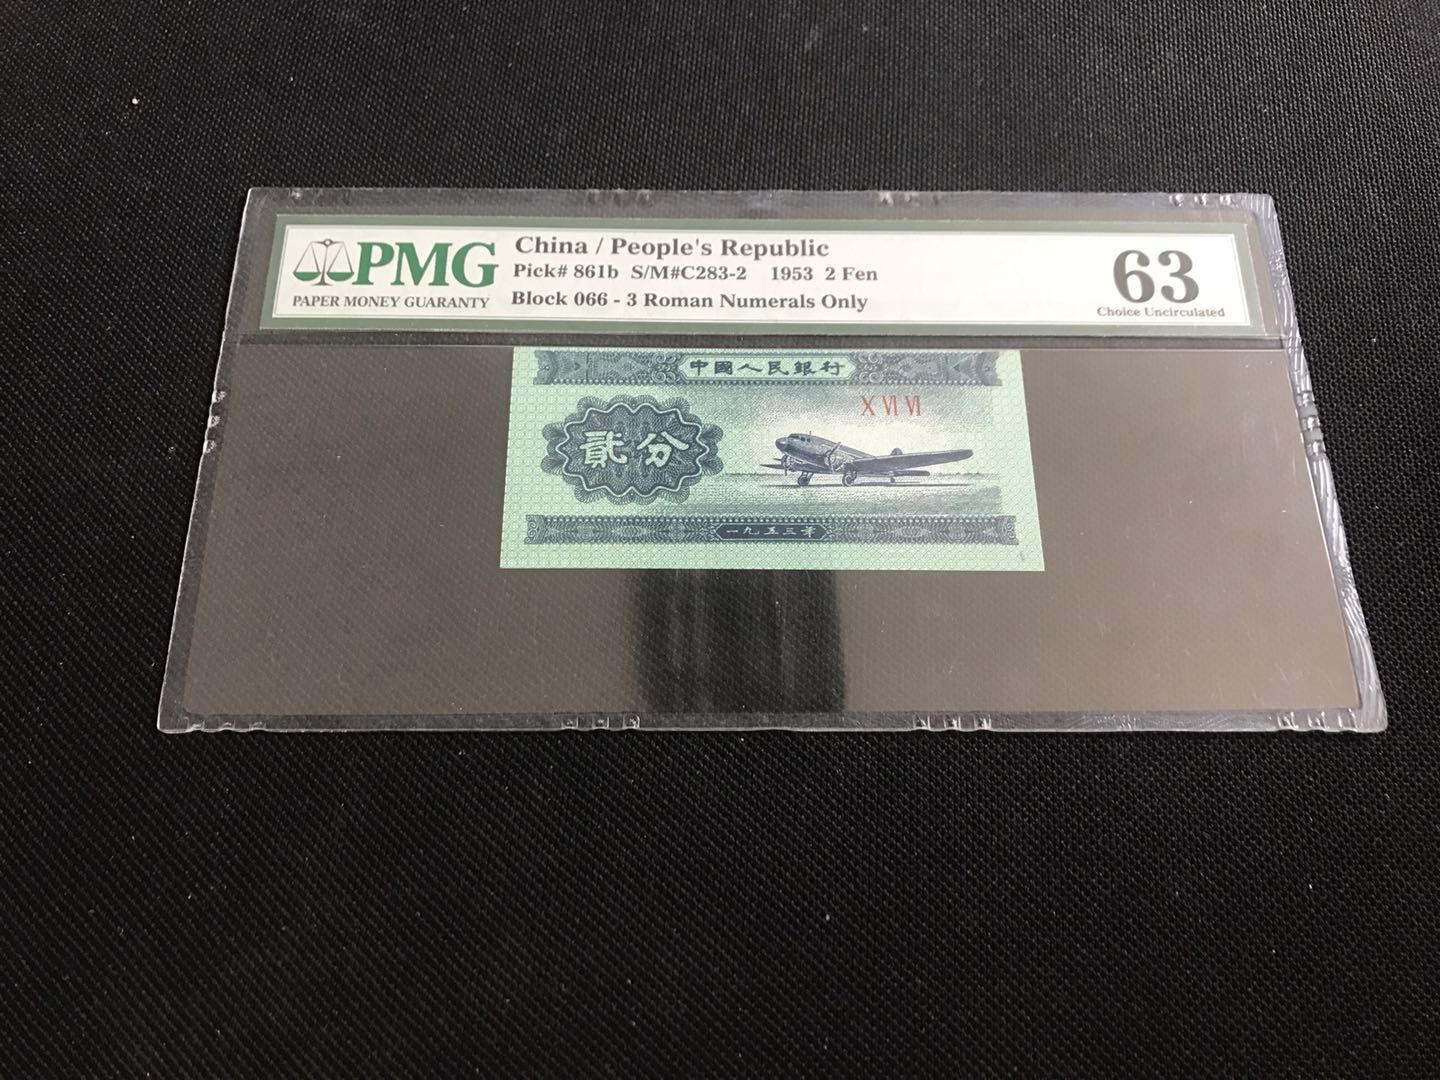 PMG
PAPER MONEY GUARANTY
China / People's Republic
Pick# 861b S/M#C283-2 1953 2 Fen
Block 066 - 3 Roman Numerals Only
63
Choice Uncirculated
中國人民銀行
X VI VI
貳分
一九五三年